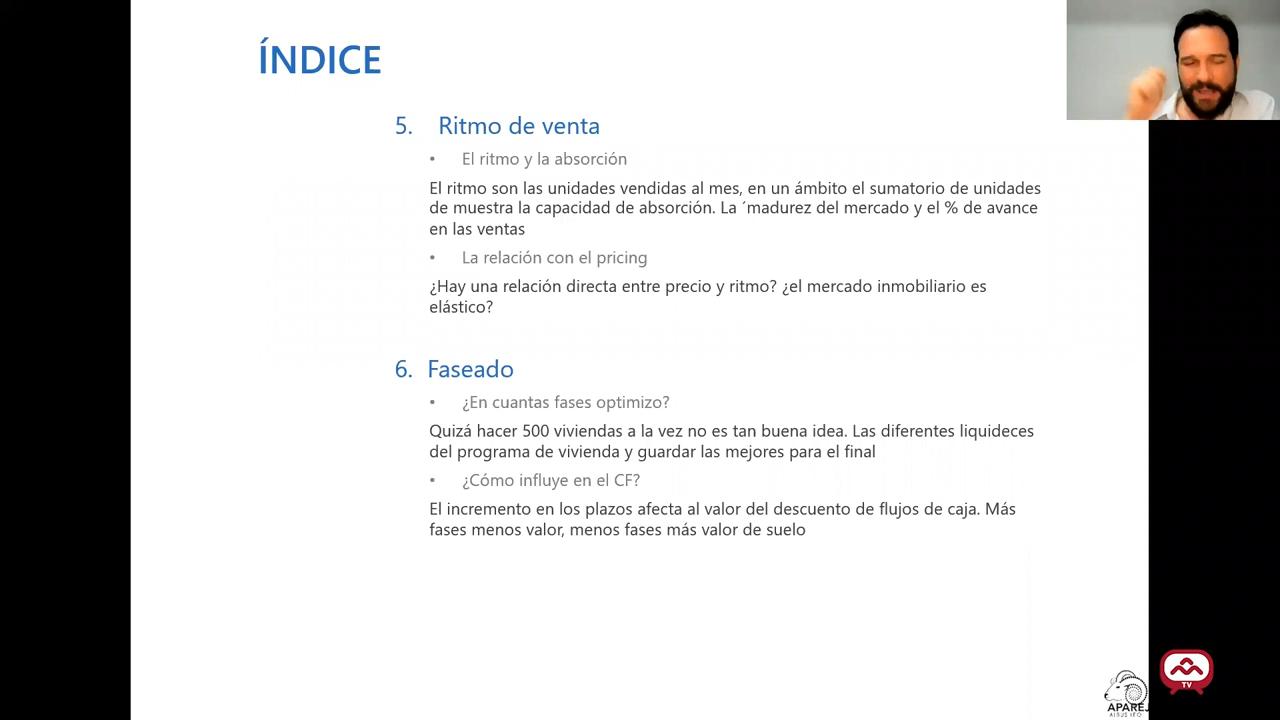 ÍNDICE
5. Ritmo de venta
• El ritmo y la absorción
El ritmo son las unidades vendidas al mes, en un ámbito el sumatorio de unidades
de muestra la capacidad de absorción. La ´madurez del mercado y el % de avance
en las ventas
• La relación con el pricing
¿Hay una relación directa entre precio y ritmo? ¿el mercado inmobiliario es
elástico?
6. Faseado
• ¿En cuantas fases optimizo?
Quizá hacer 500 viviendas a la vez no es tan buena idea. Las diferentes liquideces
del programa de vivienda y guardar las mejores para el final
• ¿Cómo influye en el CF?
El incremento en los plazos afecta al valor del descuento de flujos de caja. Más
fases menos valor, menos fases más valor de suelo
TV
APAREJ